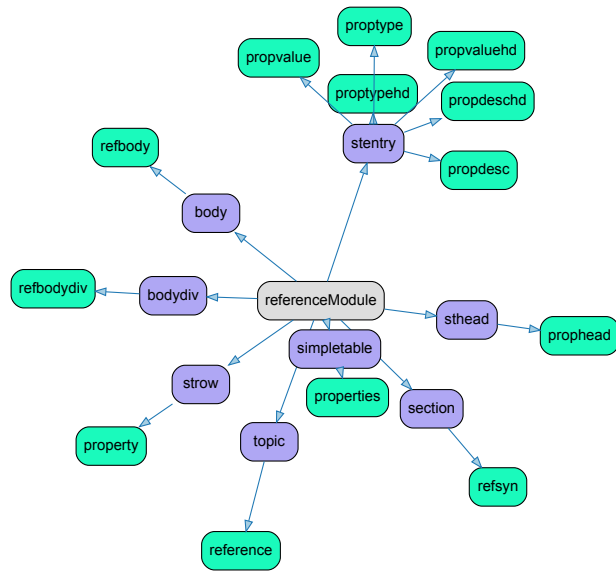 proptype
propvalue
propvaluehd
proptypehd
propdeschd
stentry
refbody
propdesc
body
refbodydiv
bodydiv
referenceModule
sthead
prophead
simpletable
strow
properties
section
property
topic
refsyn
reference